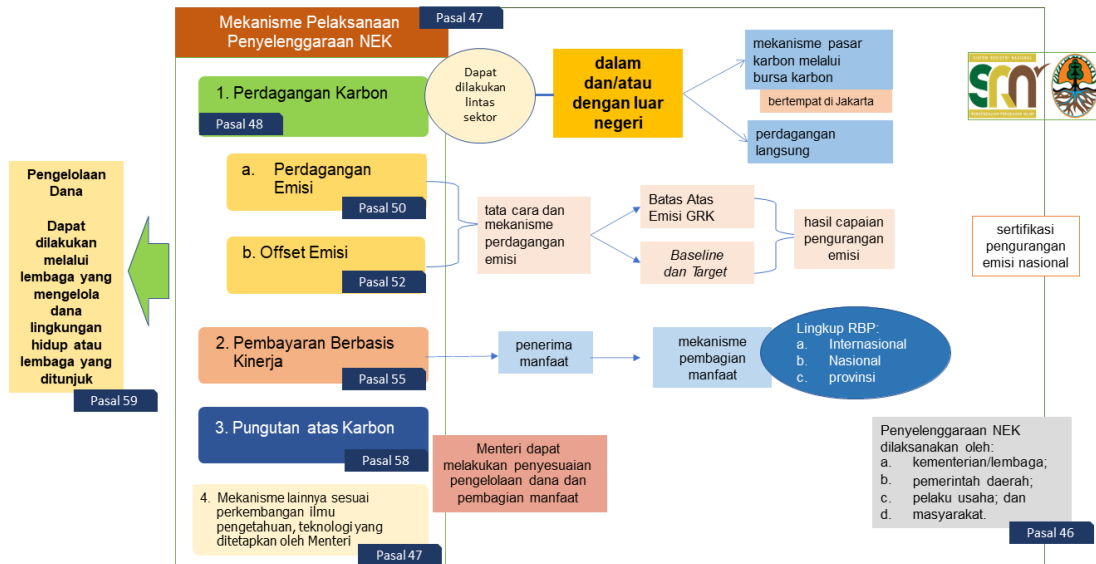 Mekanisme Pelaksanaan
Penyelenggaraan NEK
Pasal 47
1. Perdagangan Karbon
Pasal 48
Dapat
dilakukan
lintas
sektor
dalam
dan/atau
dengan luar
negeri
mekanisme pasar
karbon melalui
bursa karbon
bertempat di Jakarta
perdagangan
langsung
SRN
a. Perdagangan
Emisi
Pasal 50
b. Offset Emisi
Pasal 52
tata cara dan
mekanisme
perdagangan
emisi
Batas Atas
Emisi GRK
Baseline
dan Target
hasil capaian
pengurangan
emisi
sertifikasi
pengurangan
emisi nasional
Pengelolaan
Dana
Dapat
dilakukan
melalui
lembaga yang
mengelola
dana
lingkungan
hidup atau
lembaga yang
ditunjuk
Pasal 59
2. Pembayaran Berbasis
Kinerja
Pasal 55
penerima
manfaat
mekanisme
pembagian
manfaat
Lingkup RBP:
a. Internasional
b. Nasional
c. provinsi
3. Pungutan atas Karbon
Pasal 58
Menteri dapat
melakukan penyesuaian
pengelolaan dana dan
pembagian manfaat
4. Mekanisme lainnya sesuai
perkembangan ilmu
pengetahuan, teknologi yang
ditetapkan oleh Menteri
Pasal 47
Penyelenggaraan NEK
dilaksanakan oleh:
a. kementerian/lembaga;
b. pemerintah daerah;
c. pelaku usaha; dan
d. masyarakat.
Pasal 46